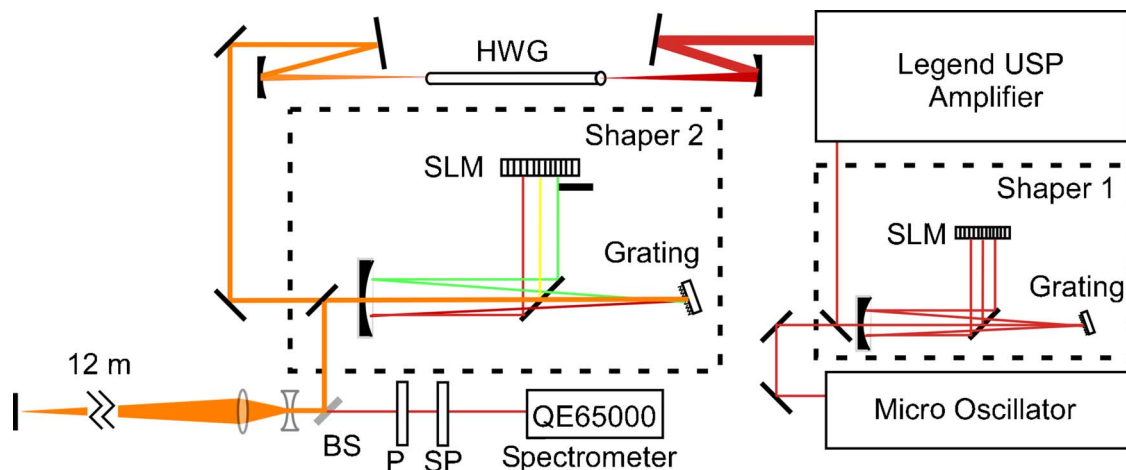 HWG
Legend USP
Amplifier
Shaper 2
SLM
Grating
Shaper 1
SLM
Grating
12 m
BS
P
SP
QE65000
Spectrometer
Micro Oscillator